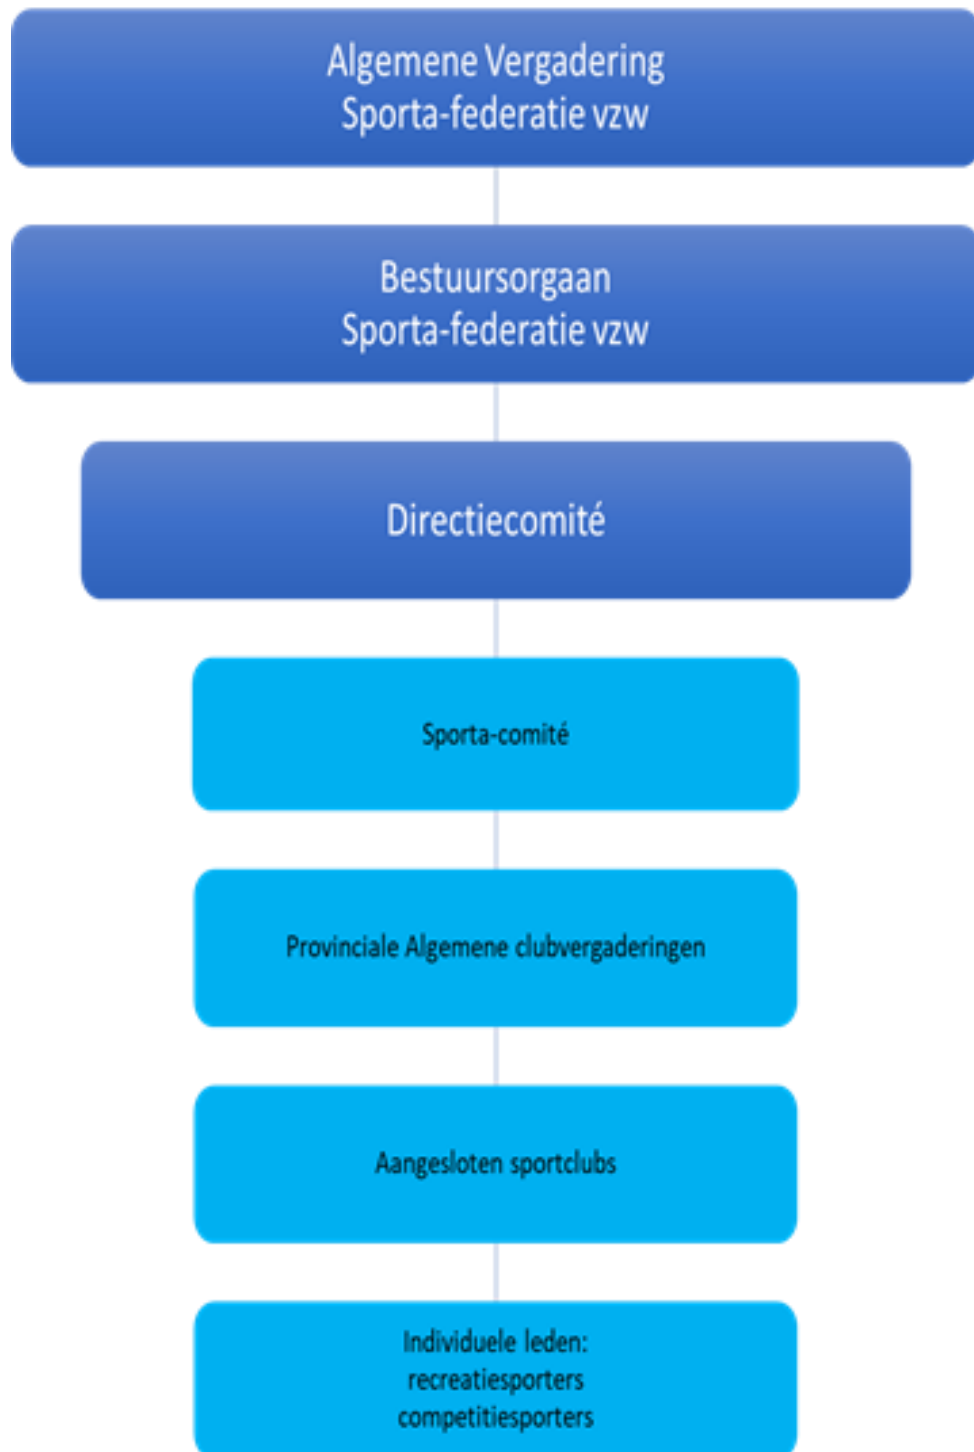 Algemene Vergadering
Sporta-federatie vzw
Bestuursorgaan
Sporta-federatie vzw
Directiecomité
Sporta-comité
Provinciale Algemene clubvergaderingen
Aangesloten sportclubs
Individuele leden:
recreatiesporters
competitiesporters